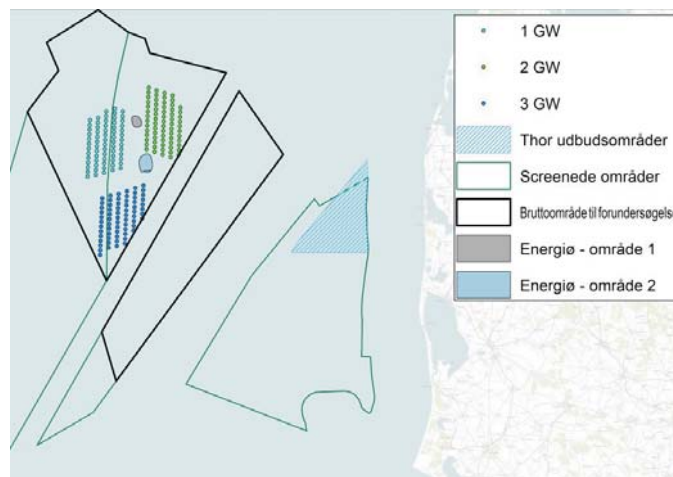 1 GW
2 GW
3 GW
Thor udbudsområder
Screenede områder
Bruttoområde til forundersøgelse
Energiø - område 1
Energiø - område 2